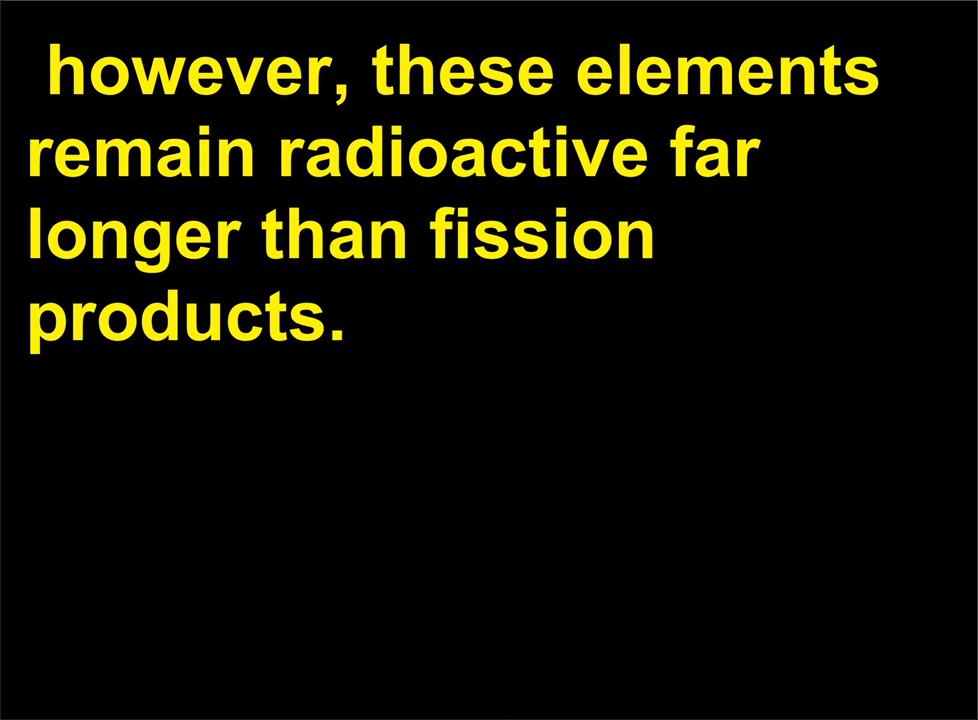 however, these elements
remain radioactive far
longer than fission
products.